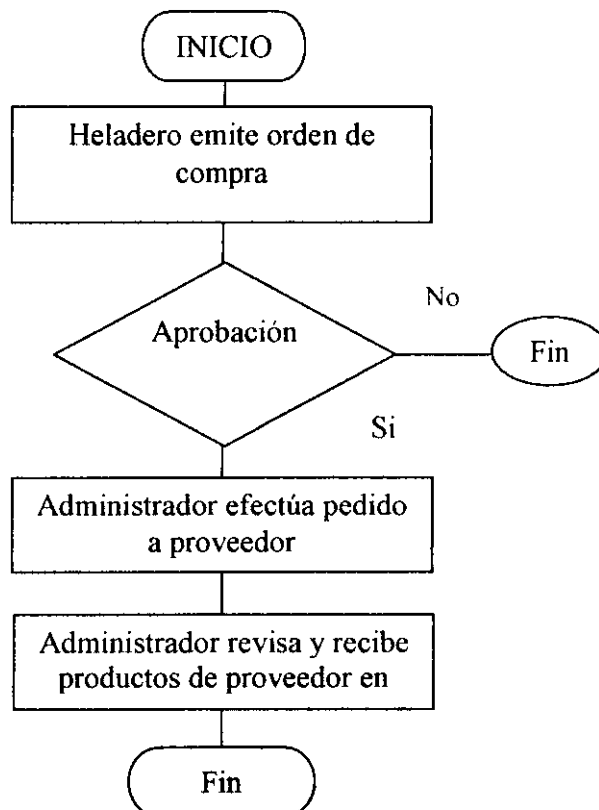 INICIO
Heladero emite orden de
compra
Aprobación
No
Fin
Si
Administrador efectúa pedido
a proveedor
Administrador revisa y recibe
productos de proveedor en
Fin